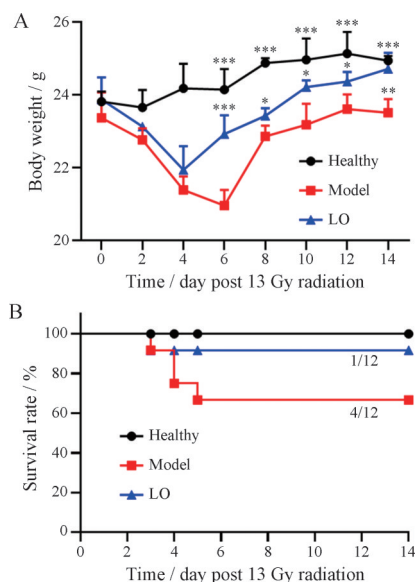 A
26
24
22
20
Body weight / g
***
***
***
***
***
***
*
*
*
**
Healthy
Model
LO
0 2 4 6 8 10 12 14
Time / day post 13 Gy radiation
B
100
80
60
40
20
0
Survival rate / %
1/12
4/12
Healthy
Model
LO
0 2 4 6 8 10 12 14
Time / day post 13 Gy radiation